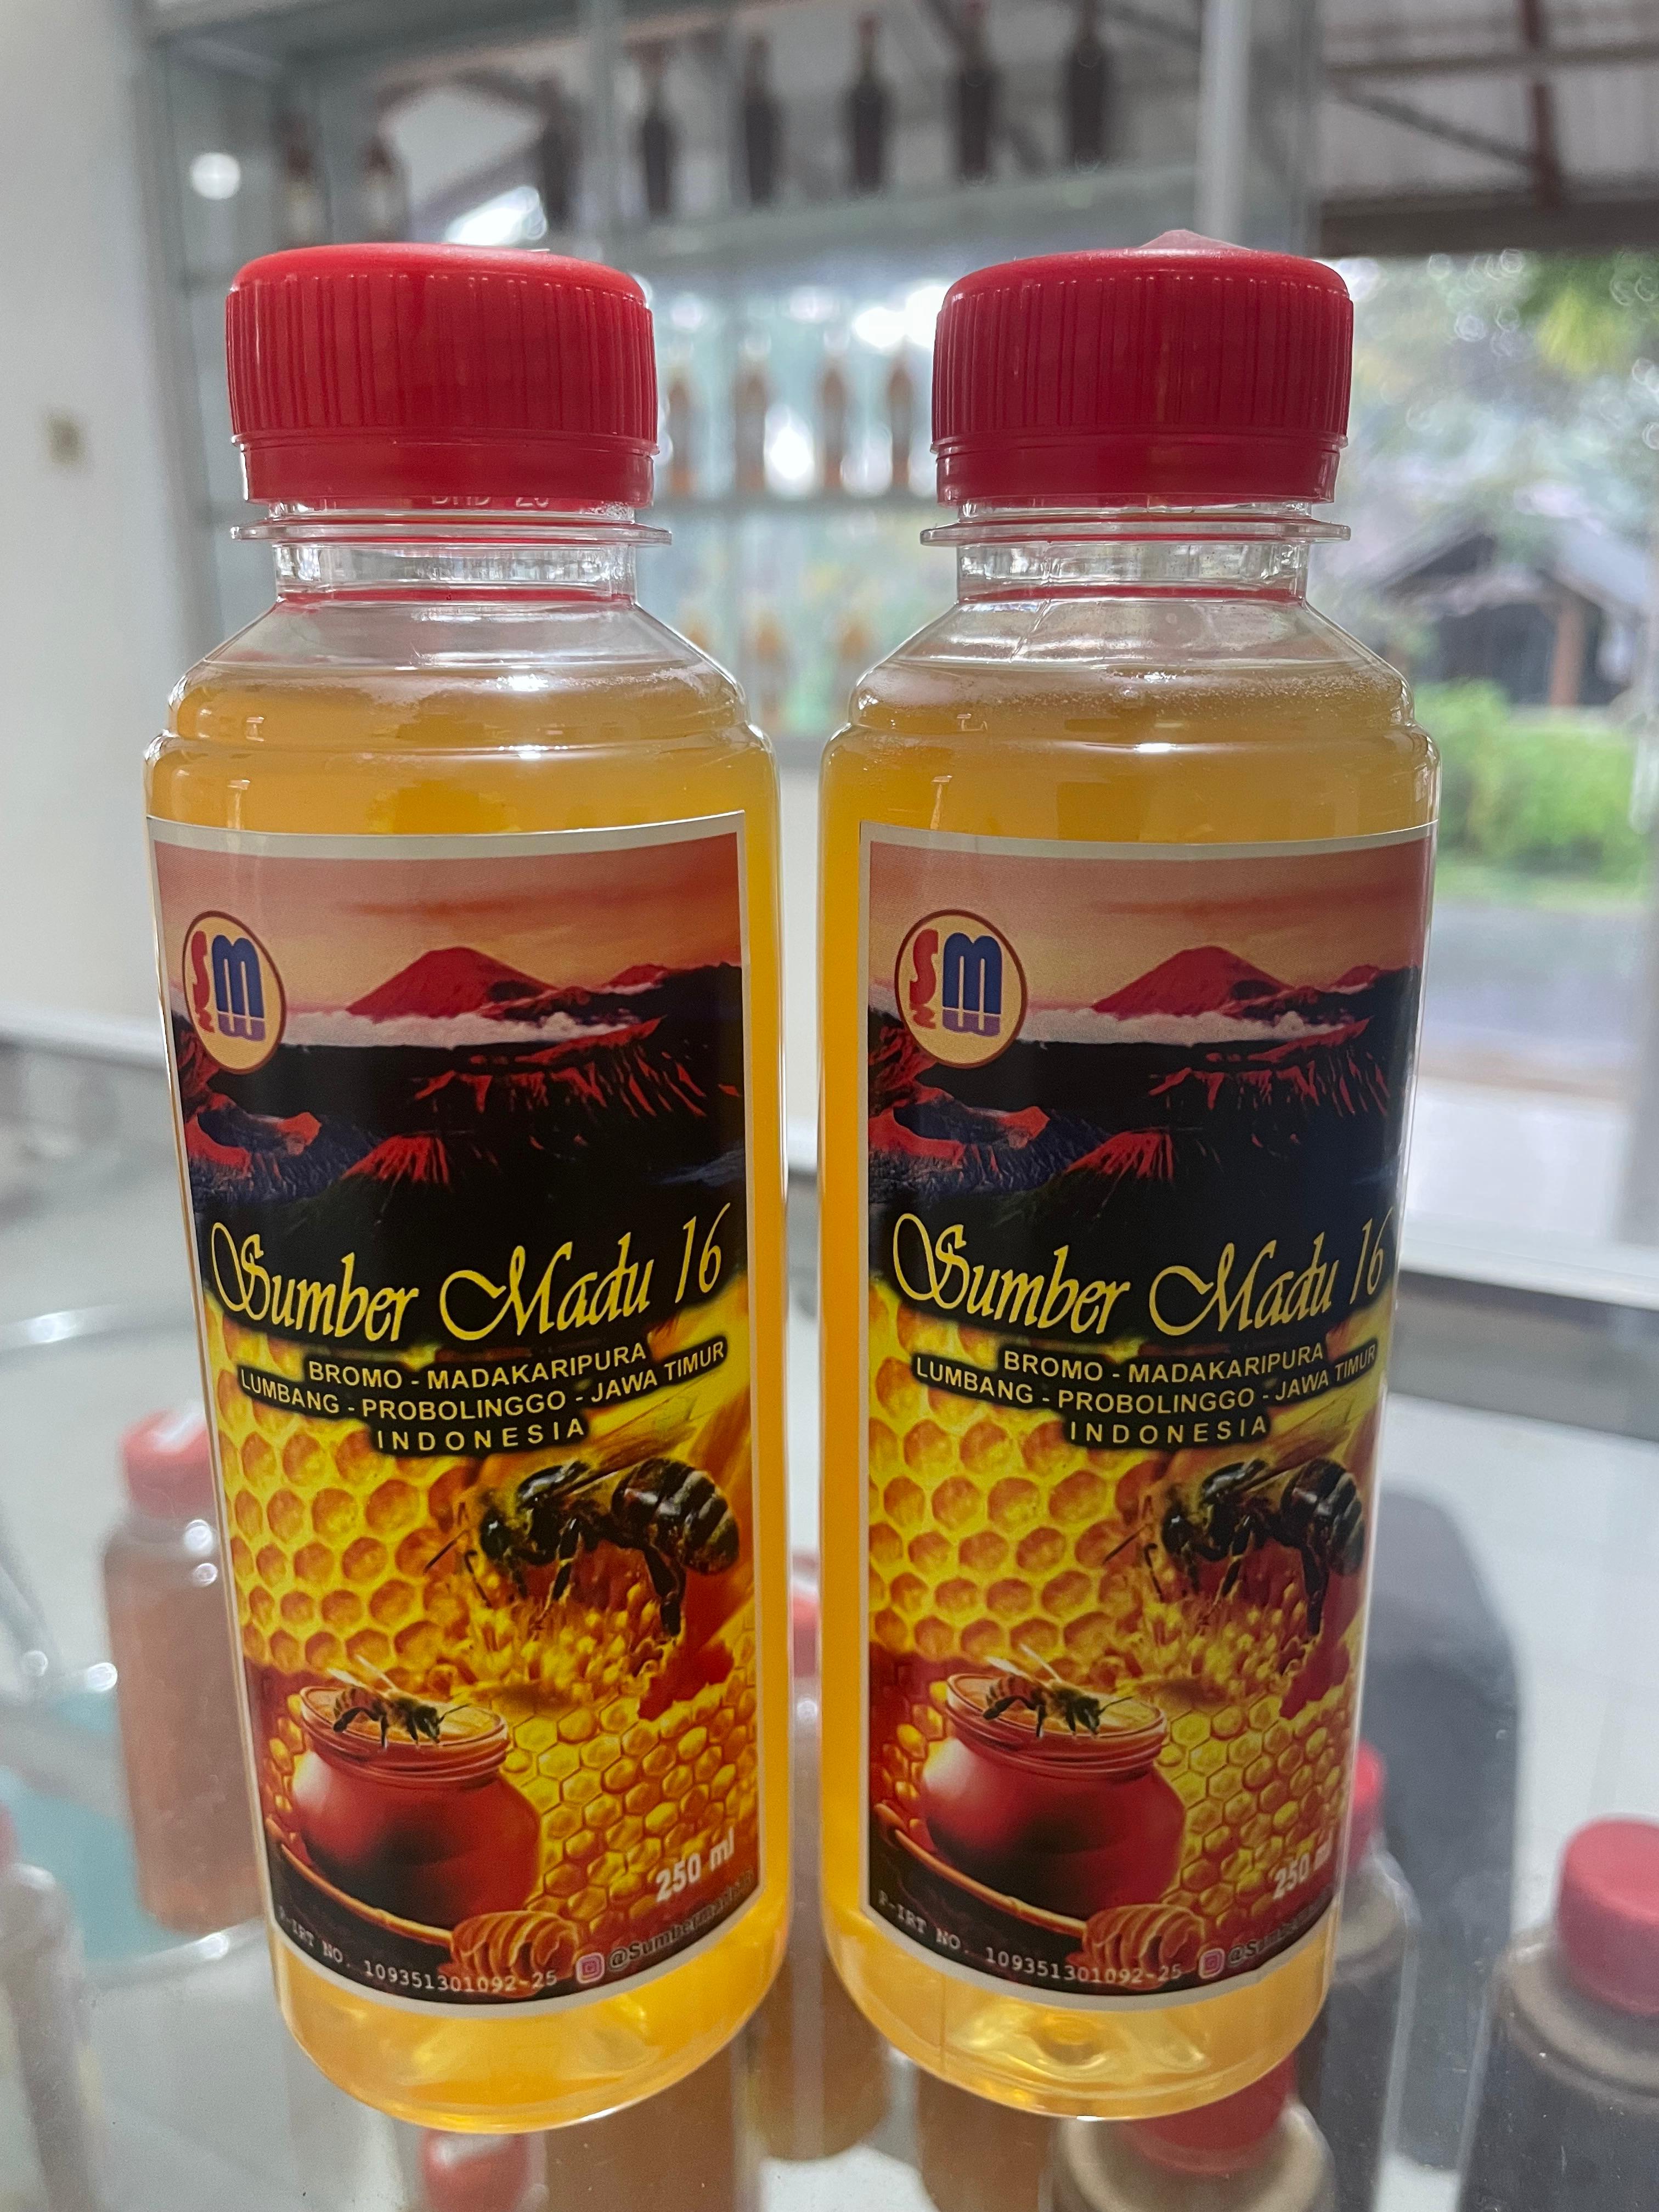 SM
Sumber Madu 16
BROMO - MADAKARIPURA
LUMBANG - PROBOLINGGO - JAWA TIMUR
INDONESIA
250 ml
P-IRT NO. 109351301092-25
SM
Sumber Madu 16
BROMO - MADAKARIPURA
LUMBANG - PROBOLINGGO - JAWA TIMUR
INDONESIA
250 ml
P-IRT NO. 109351301092-25